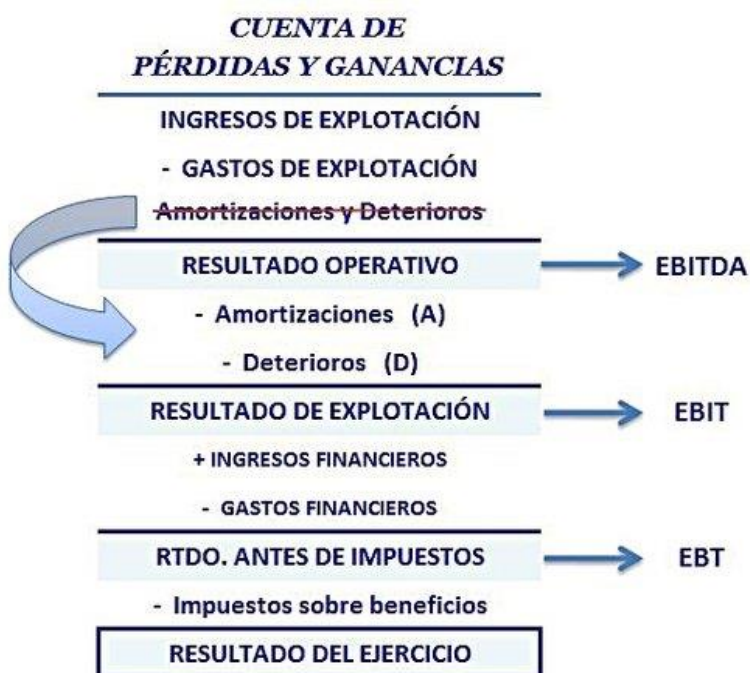 CUENTA DE
PÉRDIDAS Y GANANCIAS
INGRESOS DE EXPLOTACIÓN
- GASTOS DE EXPLOTACIÓN
Amortizaciones y Deterioros
RESULTADO OPERATIVO EBITDA
- Amortizaciones (A)
- Deterioros (D)
RESULTADO DE EXPLOTACIÓN EBIT
+ INGRESOS FINANCIEROS
- GASTOS FINANCIEROS
RTDO. ANTES DE IMPUESTOS EBT
- Impuestos sobre beneficios
RESULTADO DEL EJERCICIO